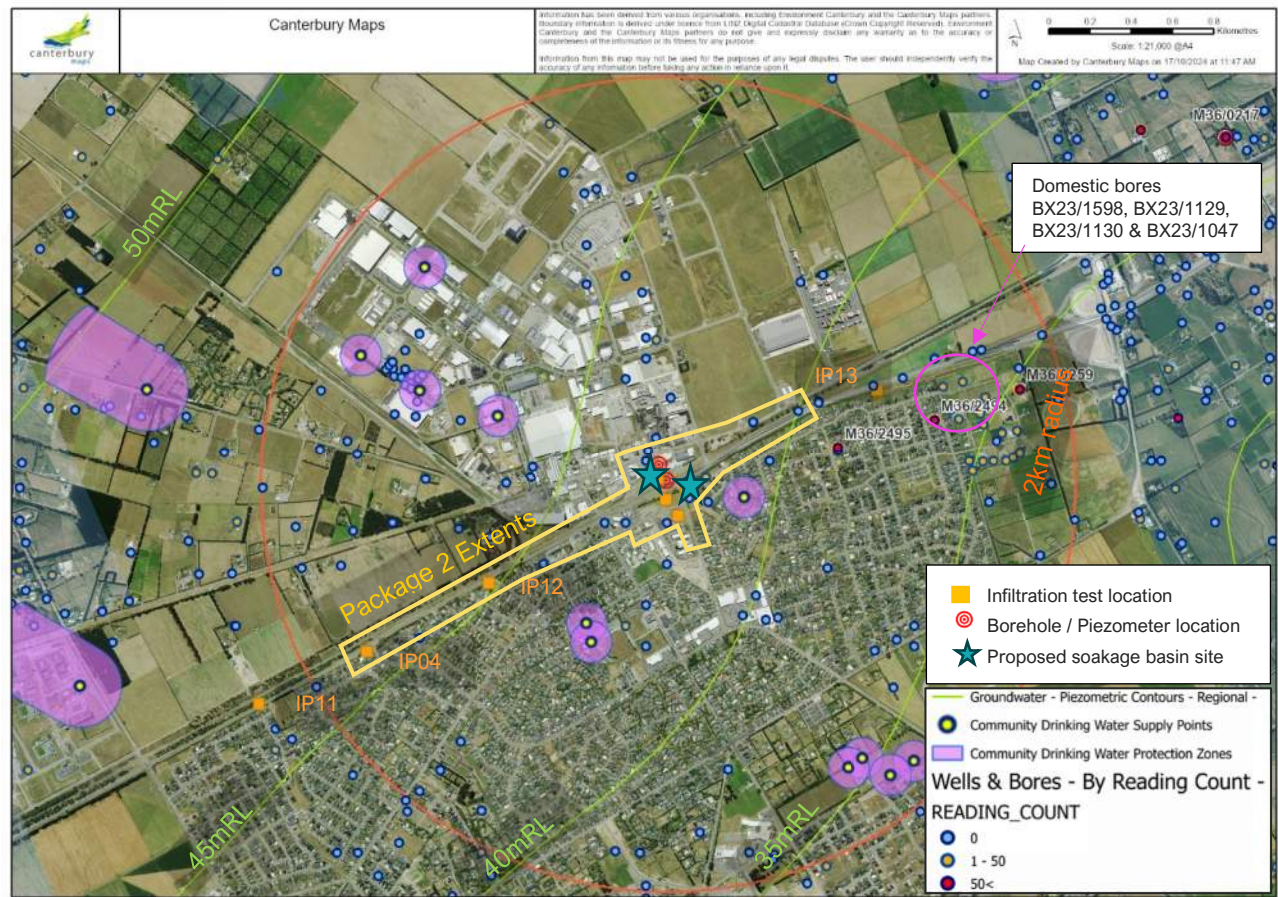 canterbury
maps
Canterbury Maps
Information has been derived from various organisations, including Environment Canterbury and the Canterbury Maps partners.
Boundary information is derived under licence from LINZ Digital Cadastral Database (Crown Copyright Reserved). Environment
Canterbury and the Canterbury Maps partners do not give and expressly disclaim any warranty as to the accuracy or
completeness of the information or its fitness for any purpose.
Information from this map may not be used for the purposes of any legal disputes. The user should independently verify the
accuracy of any information before taking any action in reliance upon it.
N
0 0.2 0.4 0.6 0.8
Kilometres
Scale: 1:21,000 @A4
Map Created by Canterbury Maps on 17/10/2024 at 11:47 AM
M36/0217
Domestic bores
BX23/1598, BX23/1129,
BX23/1130 & BX23/1047
50mRL
IP13
M36/2494
M36/2495
2km radius
Package 2 Extents
IP12
IP04
IP11
45mRL
40mRL
35mRL
Infiltration test location
Borehole / Piezometer location
Proposed soakage basin site
Groundwater - Piezometric Contours - Regional -
Community Drinking Water Supply Points
Community Drinking Water Protection Zones
Wells & Bores - By Reading Count -
READING_COUNT
0
1 - 50
50<